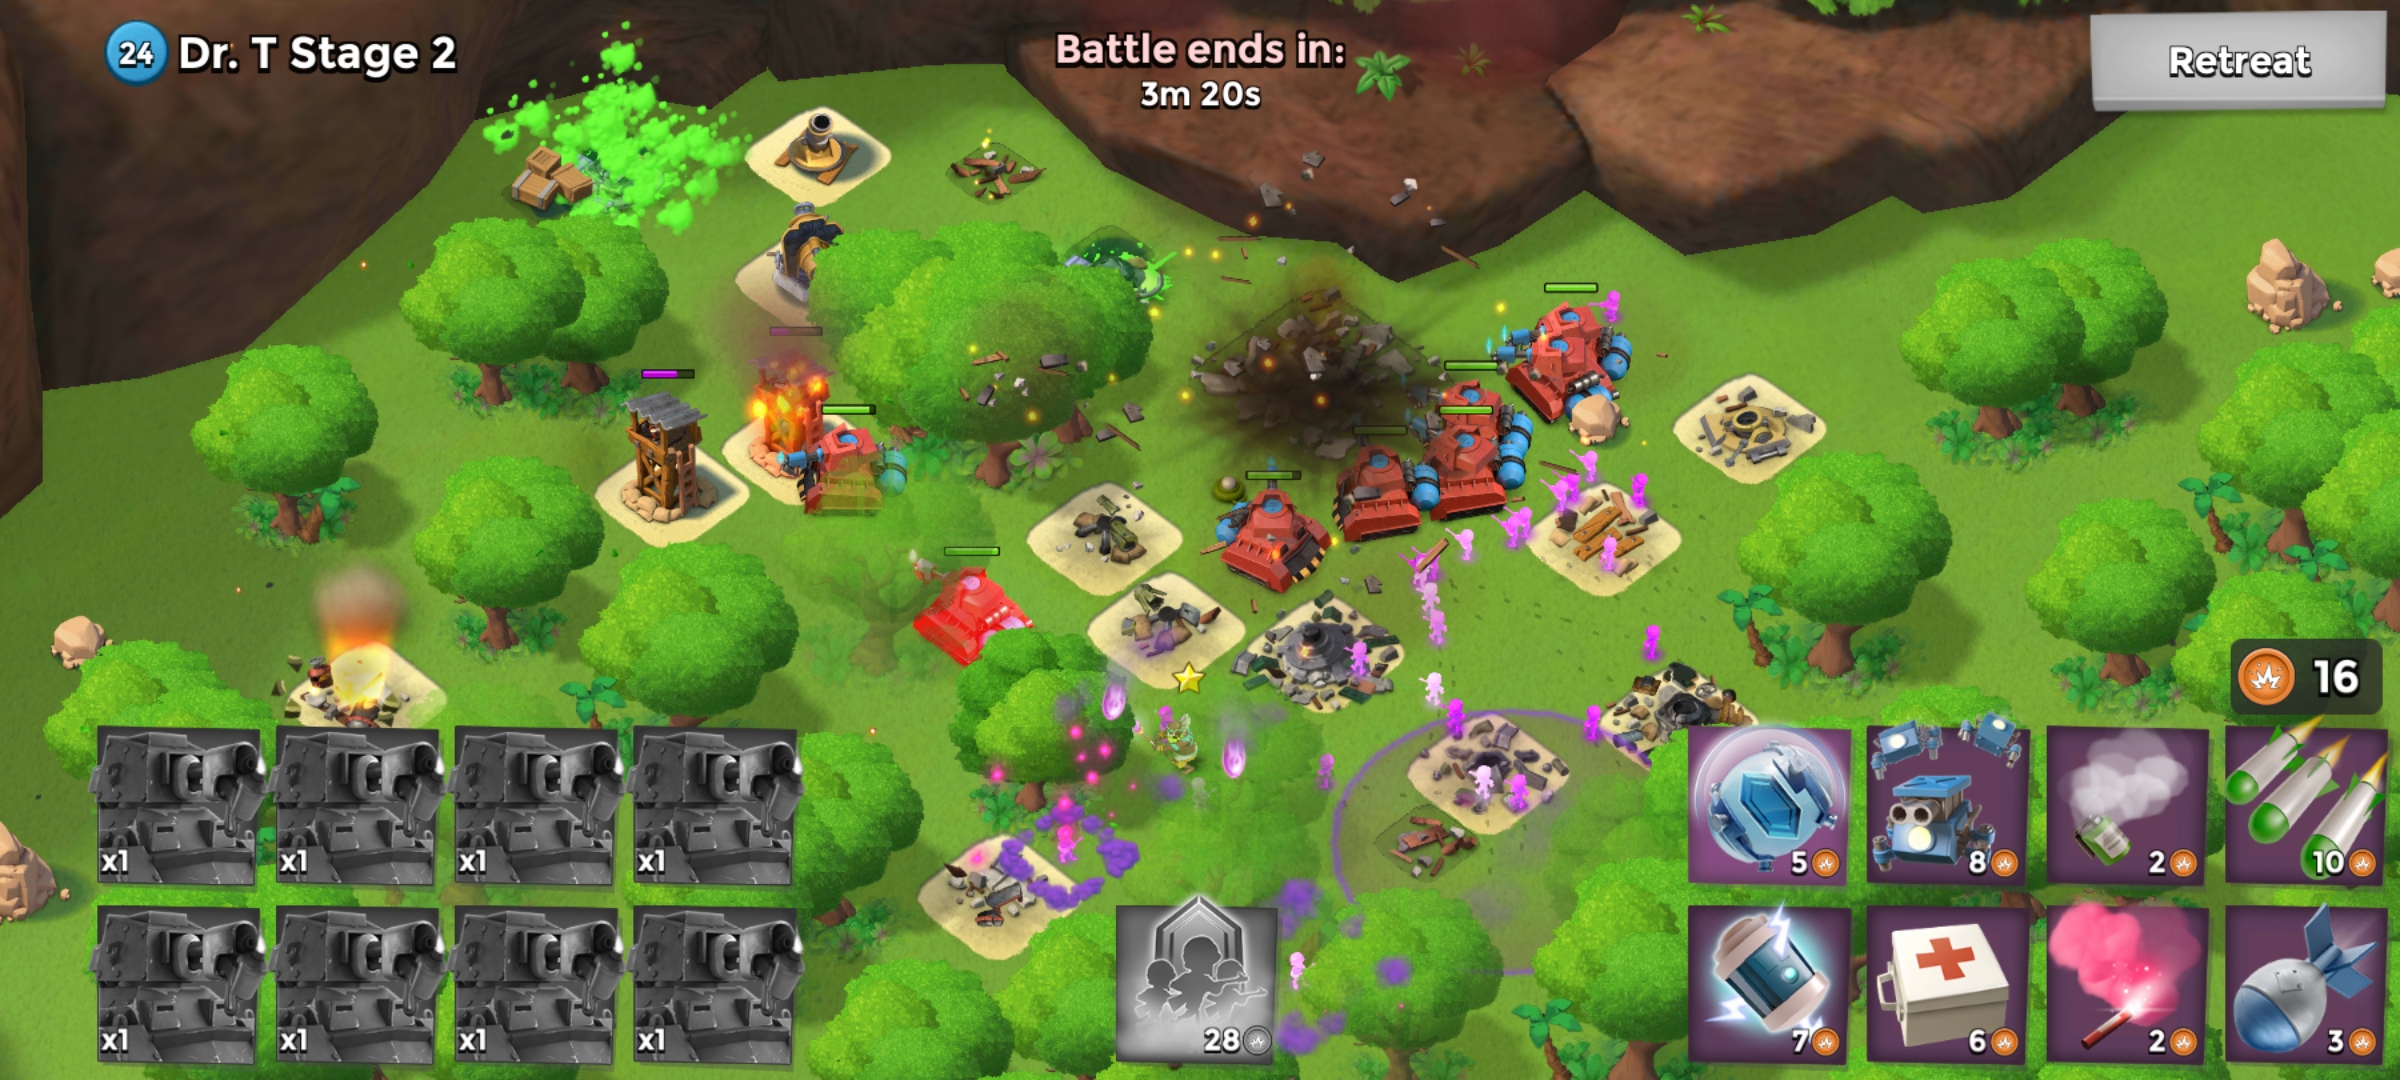 24 Dr. T Stage 2
Battle ends in:
3m 20s
Retreat
16
x1 x1 x1 x1
5 8 2 10
x1 x1 x1 x1
28
7 6 2 3